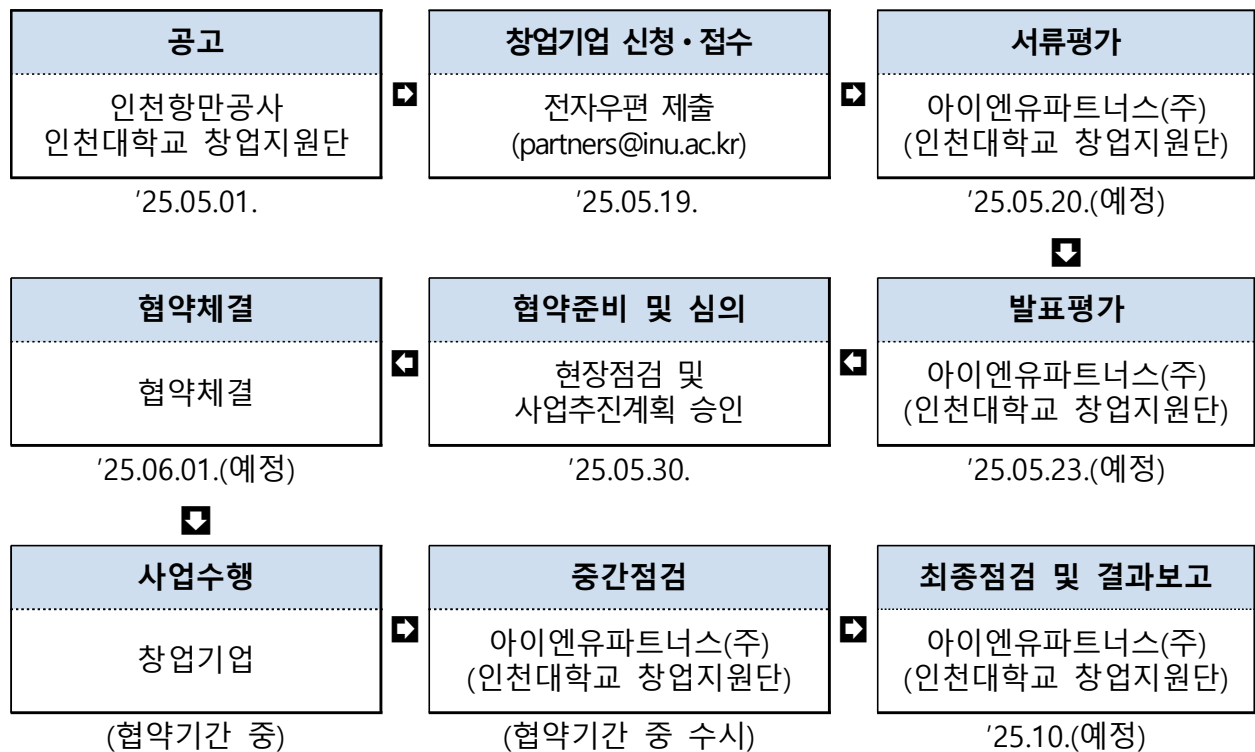 공고
인천항만공사
인천대학교 창업지원단
'25.05.01.
창업기업 신청·접수
전자우편 제출
(partners@inu.ac.kr)
'25.05.19.
서류평가
아이엔유파트너스(주)
(인천대학교 창업지원단)
'25.05.20.(예정)
발표평가
아이엔유파트너스(주)
(인천대학교 창업지원단)
'25.05.23.(예정)
협약준비 및 심의
현장점검 및
사업추진계획 승인
'25.05.30.
협약체결
협약체결
'25.06.01.(예정)
사업수행
창업기업
(협약기간 중)
중간점검
아이엔유파트너스(주)
(인천대학교 창업지원단)
(협약기간 중 수시)
최종점검 및 결과보고
아이엔유파트너스(주)
(인천대학교 창업지원단)
'25.10.(예정)